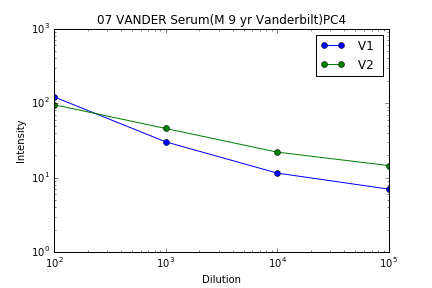 07 VANDER Serum(M 9 yr Vanderbilt)PC4
V1
V2
10³
10²
10¹
10⁰
Intensity
10² 10³ 10⁴ 10⁵
Dilution